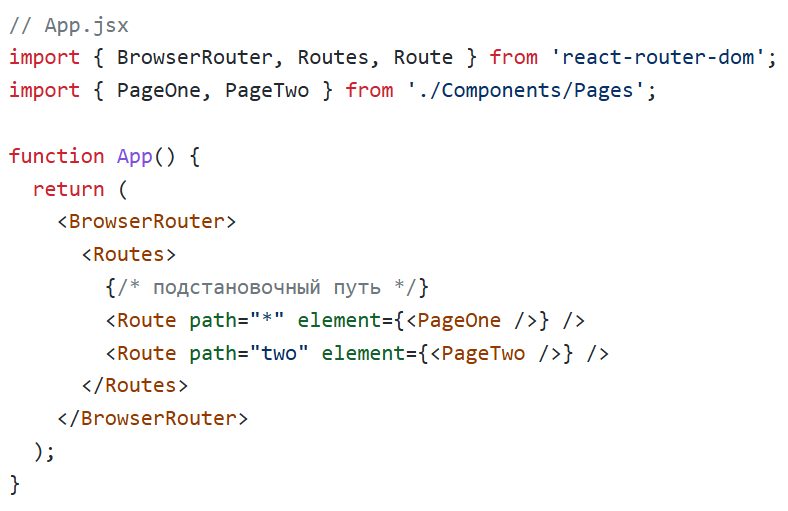 // App.jsx
import { BrowserRouter, Routes, Route } from 'react-router-dom';
import { PageOne, PageTwo } from './Components/Pages';

function App() {
  return (
    <BrowserRouter>
      <Routes>
        {/* подстановочный путь */}
        <Route path="*" element={<PageOne />} />
        <Route path="two" element={<PageTwo />} />
      </Routes>
    </BrowserRouter>
  );
}